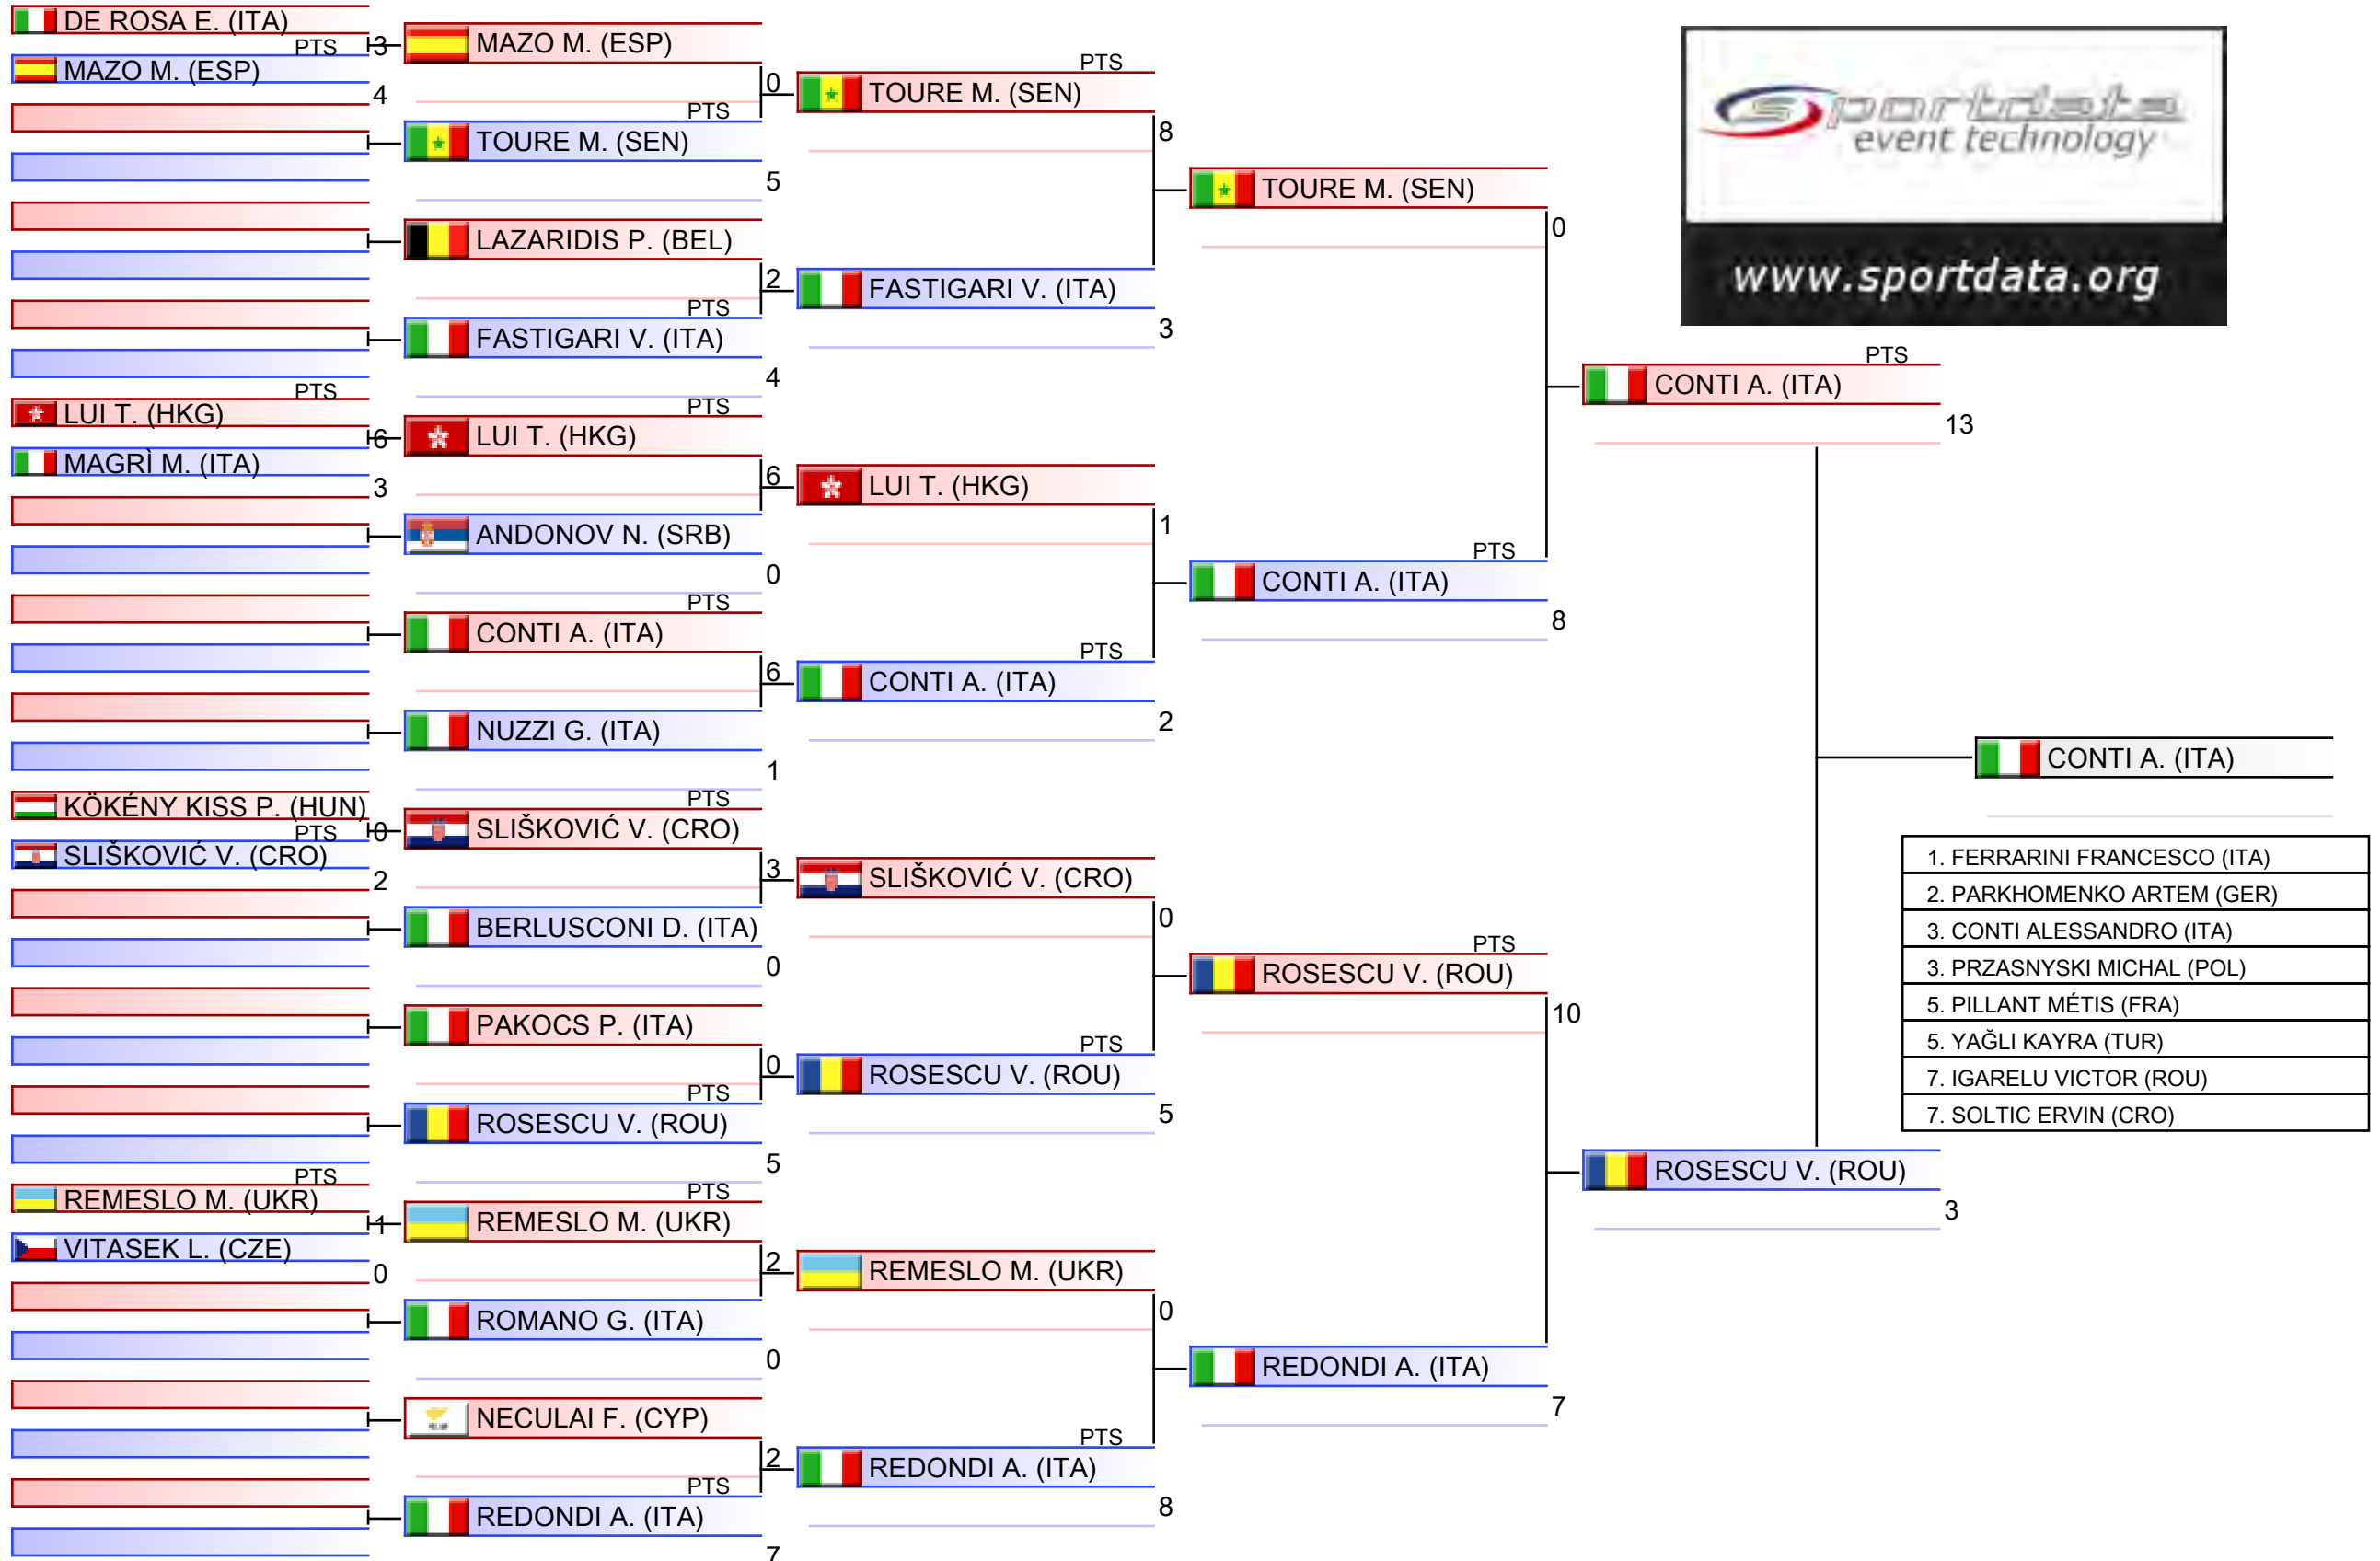 DE ROSA E. (ITA)
PTS
3
MAZO M. (ESP)
4
LUI T. (HKG)
PTS
6
MAGRÌ M. (ITA)
3
KÖKÉNY KISS P. (HUN)
PTS
0
SLIŠKOVIĆ V. (CRO)
2
REMESLO M. (UKR)
PTS
1
VITASEK L. (CZE)
0
MAZO M. (ESP)
0
PTS
TOURE M. (SEN)
5
LAZARIDIS P. (BEL)
2
PTS
FASTIGARI V. (ITA)
4
PTS
LUI T. (HKG)
6
ANDONOV N. (SRB)
0
PTS
CONTI A. (ITA)
6
NUZZI G. (ITA)
1
PTS
SLIŠKOVIĆ V. (CRO)
3
BERLUSCONI D. (ITA)
0
PAKOCS P. (ITA)
0
PTS
ROSESCU V. (ROU)
5
PTS
REMESLO M. (UKR)
2
ROMANO G. (ITA)
0
NECULAI F. (CYP)
2
PTS
REDONDI A. (ITA)
7
PTS
TOURE M. (SEN)
8
FASTIGARI V. (ITA)
3
LUI T. (HKG)
1
PTS
CONTI A. (ITA)
2
SLIŠKOVIĆ V. (CRO)
0
PTS
ROSESCU V. (ROU)
5
REMESLO M. (UKR)
0
PTS
REDONDI A. (ITA)
8
TOURE M. (SEN)
0
PTS
CONTI A. (ITA)
8
PTS
ROSESCU V. (ROU)
10
REDONDI A. (ITA)
7
PTS
CONTI A. (ITA)
13
ROSESCU V. (ROU)
3
CONTI A. (ITA)
sportdata
event technology
www.sportdata.org
1. FERRARINI FRANCESCO (ITA)
2. PARKHOMENKO ARTEM (GER)
3. CONTI ALESSANDRO (ITA)
3. PRZASNYSKI MICHAL (POL)
5. PILLANT MÉTIS (FRA)
5. YAĞLI KAYRA (TUR)
7. IGARELU VICTOR (ROU)
7. SOLTIC ERVIN (CRO)